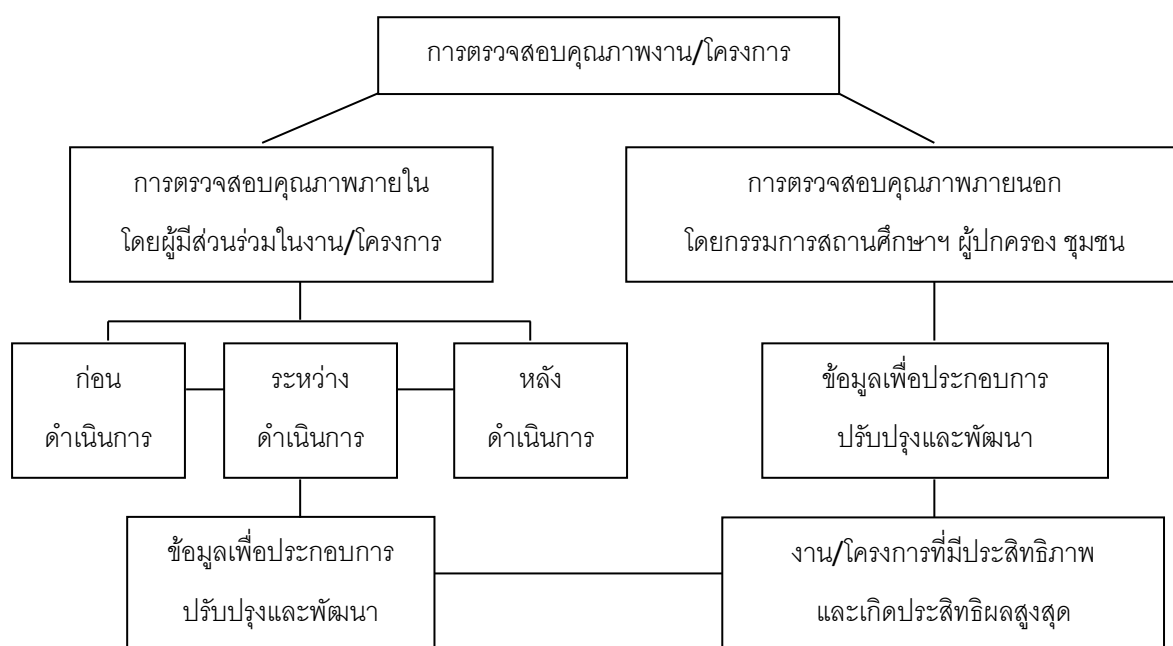 การตรวจสอบคุณภาพงาน/โครงการ
การตรวจสอบคุณภาพภายใน
โดยผู้มีส่วนร่วมในงาน/โครงการ
การตรวจสอบคุณภาพภายนอก
โดยกรรมการสถานศึกษาฯ ผู้ปกครอง ชุมชน
ก่อน
ดำเนินการ
ระหว่าง
ดำเนินการ
หลัง
ดำเนินการ
ข้อมูลเพื่อประกอบการ
ปรับปรุงและพัฒนา
ข้อมูลเพื่อประกอบการ
ปรับปรุงและพัฒนา
งาน/โครงการที่มีประสิทธิภาพ
และเกิดประสิทธิผลสูงสุด